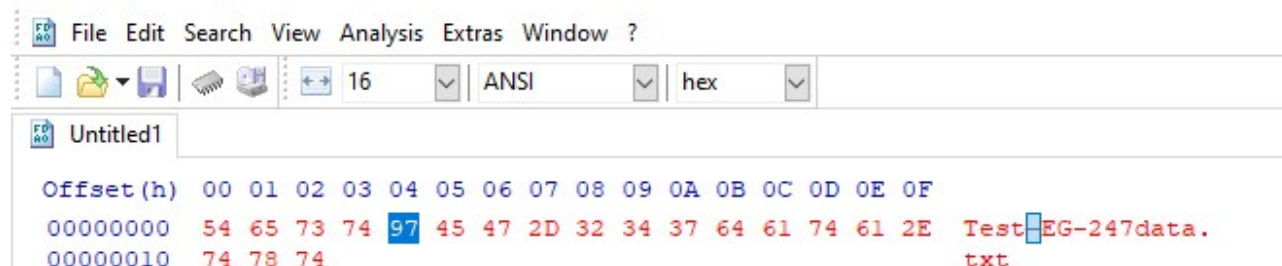 File Edit Search View Analysis Extras Window ?
16 ANSI hex
Untitled1
Offset(h) 00 01 02 03 04 05 06 07 08 09 0A 0B 0C 0D 0E 0F
00000000 54 65 73 74 97 45 47 2D 32 34 37 64 61 74 61 2E Test—EG-247data.
00000010 74 78 74 txt